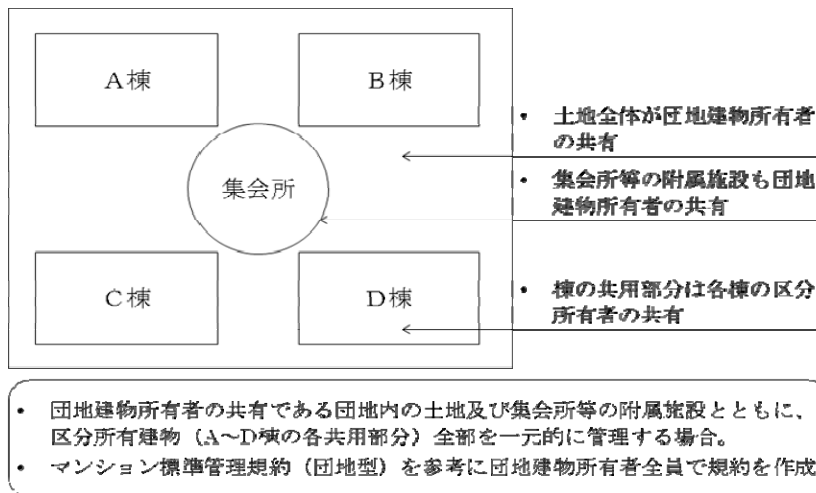 A棟
B棟
・ 土地全体が団地建物所有者
の共有
集会所
・ 集会所等の附属施設も団地
建物所有者の共有
C棟
D棟
・ 棟の共用部分は各棟の区分
所有者の共有
・ 団地建物所有者の共有である団地内の土地及び集会所等の附属施設とともに、
区分所有建物（A～D棟の各共用部分）全部を一元的に管理する場合。
・ マンション標準管理規約（団地型）を参考に団地建物所有者全員で規約を作成